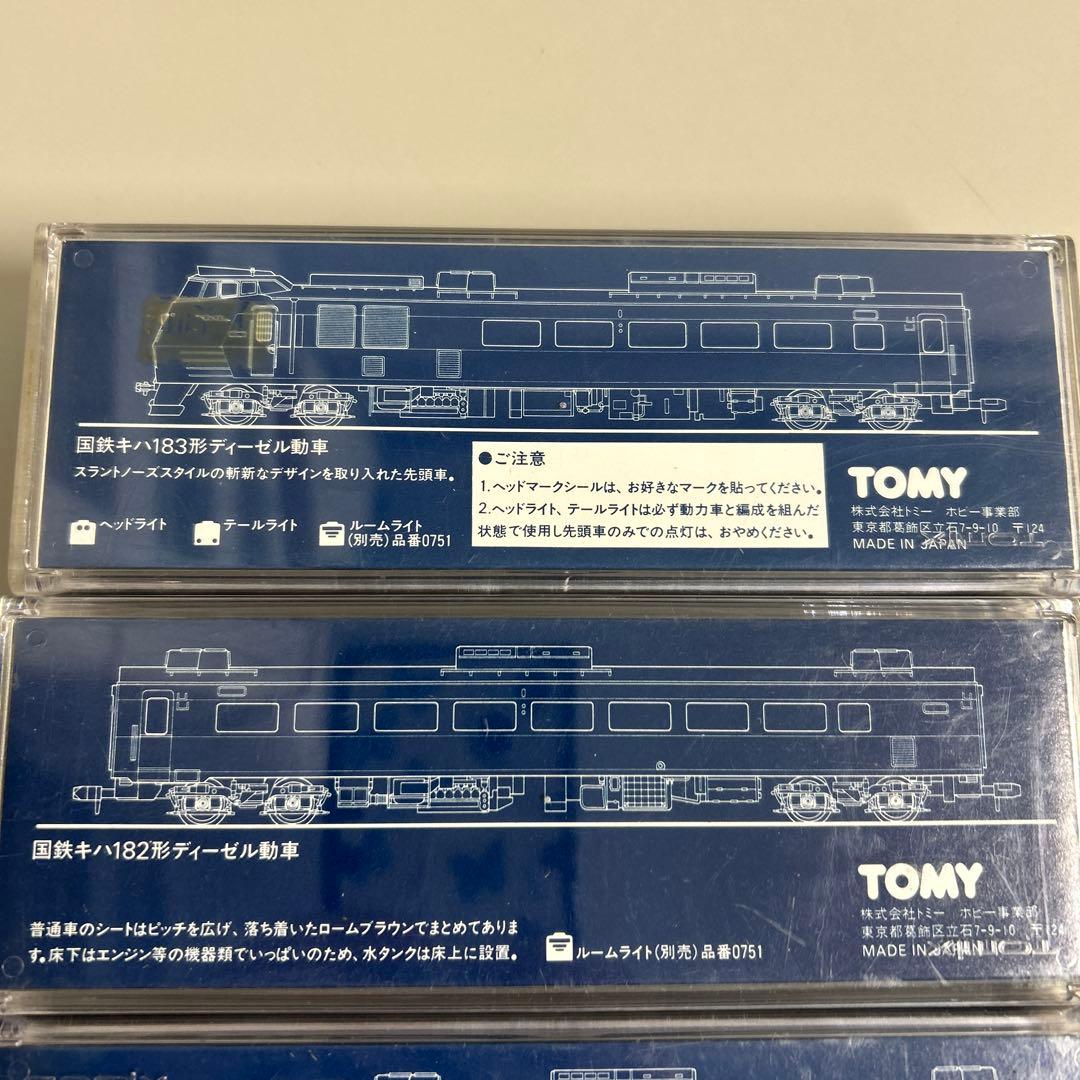 国鉄キハ183形ディーゼル動車
スラントノーズスタイルの斬新なデザインを取り入れた先頭車。
ヘッドライト
テールライト
ルームライト
(別売)品番0751
●ご注意
1.ヘッドマークシールは、お好きなマークを貼ってください。
2.ヘッドライト、テールライトは必ず動力車と編成を組んだ
状態で使用し先頭車のみでの点灯は、おやめください。
TOMY
株式会社トミー ホビー事業部
東京都葛飾区立石7-9-10 〒124
MADE IN JAPAN
国鉄キハ182形ディーゼル動車
普通車のシートはピッチを広げ、落ち着いたロームブラウンでまとめてありま
す。床下はエンジン等の機器類でいっぱいのため、水タンクは床上に設置。
ルームライト(別売)品番0751
TOMY
株式会社トミー ホビー事業部
東京都葛飾区立石7-9-10 〒124
MADE IN JAPAN